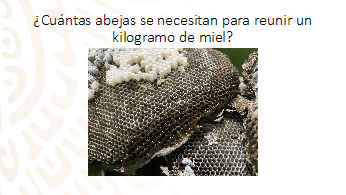 ¿Cuántas abejas se necesitan para reunir un
kilogramo de miel?